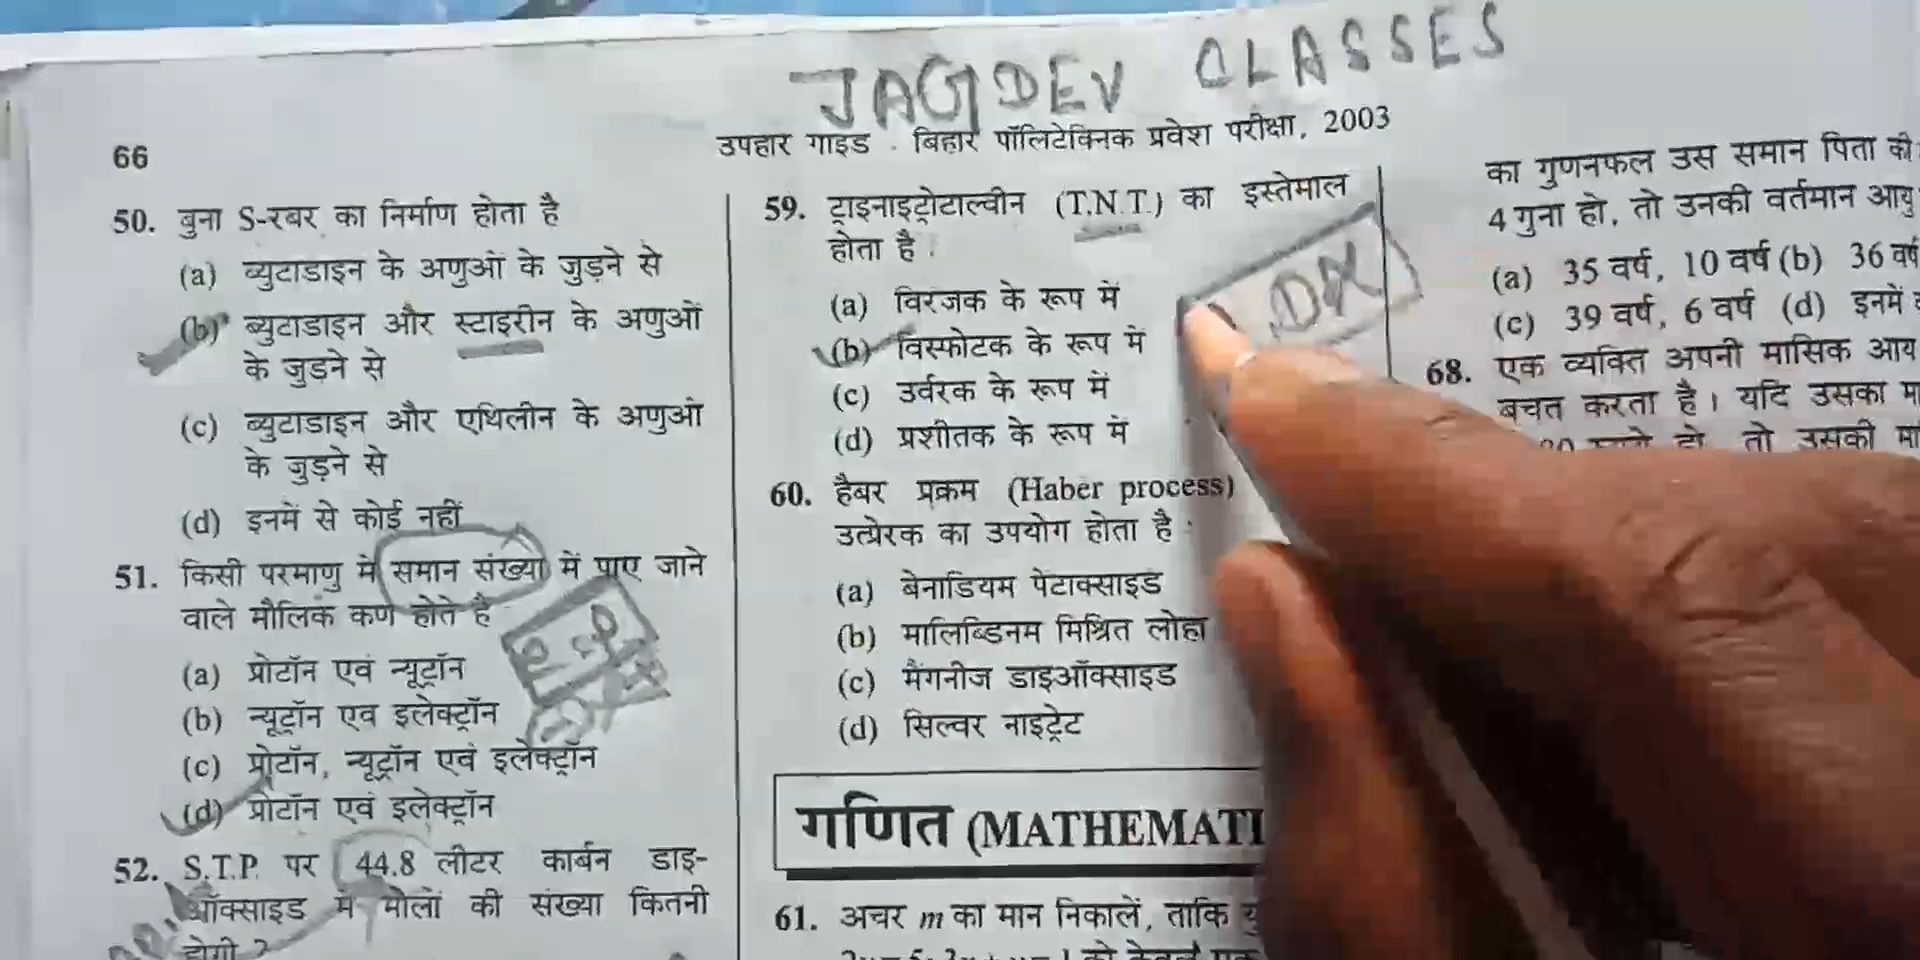 JAGDEV CLASSES
66
उपहार गाइड : बिहार पॉलिटेक्निक प्रवेश परीक्षा, 2003
50. बुना S-रबर का निर्माण होता है
(a) ब्युटाडाइन के अणुओं के जुड़ने से
(b) ब्युटाडाइन और स्टाइरीन के अणुओं
के जुड़ने से
(c) ब्युटाडाइन और एथिलीन के अणुओं
के जुड़ने से
(d) इनमें से कोई नहीं
51. किसी परमाणु में समान संख्या में पाए जाने
वाले मौलिक कण होते है
(a) प्रोटॉन एवं न्यूट्रॉन
(b) न्यूट्रॉन एवं इलेक्ट्रॉन
(c) प्रोटॉन, न्यूट्रॉन एवं इलेक्ट्रॉन
(d) प्रोटॉन एवं इलेक्ट्रॉन
52. S.T.P. पर 44.8 लीटर कार्बन डाइ-
ऑक्साइड में मोलों की संख्या कितनी
होगी ?
59. ट्राइनाइट्रोटाल्वीन (T.N.T.) का इस्तेमाल
होता है :
(a) विरंजक के रूप में
(b) विस्फोटक के रूप में
(c) उर्वरक के रूप में
(d) प्रशीतक के रूप में
60. हैबर प्रक्रम (Haber process)
उत्प्रेरक का उपयोग होता है :
(a) बेनाडियम पेंटाक्साइड
(b) मालिब्डिनम मिश्रित लोहा
(c) मैंगनीज डाइऑक्साइड
(d) सिल्वर नाइट्रेट
गणित (MATHEMATI
61. अचर m का मान निकालें, ताकि
का गुणनफल उस समान पिता की
4 गुना हो, तो उनकी वर्तमान आयु
(a) 35 वर्ष, 10 वर्ष (b) 36 वर्ष
(c) 39 वर्ष, 6 वर्ष (d) इनमें
68. एक व्यक्ति अपनी मासिक आय
बचत करता है। यदि उसका
हो, तो उसकी